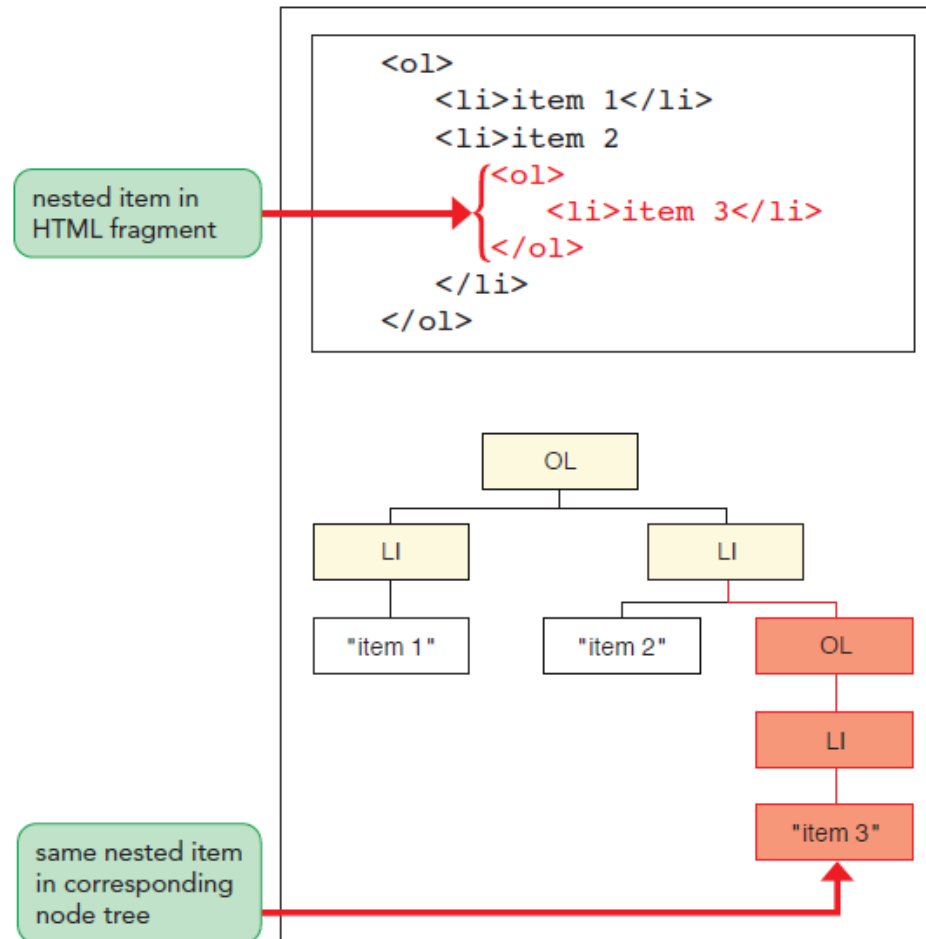 <ol>
<li>item 1</li>
<li>item 2
<ol>
<li>item 3</li>
</ol>
</li>
</ol>
nested item in
HTML fragment
OL
LI
LI
"item 1"
"item 2"
OL
LI
"item 3"
same nested item
in corresponding
node tree